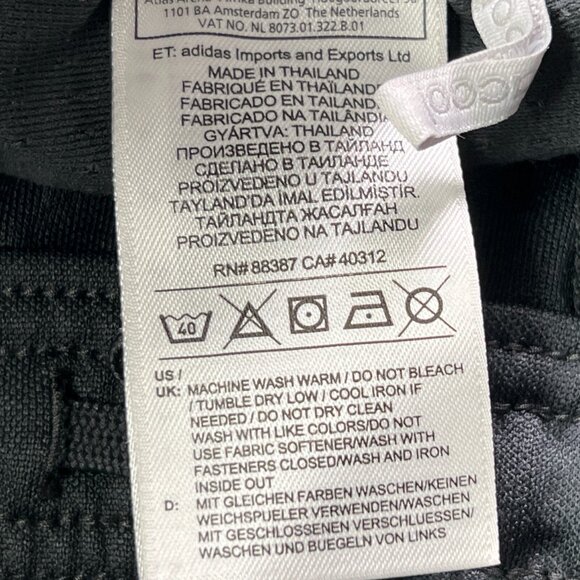 1101 BA Amsterdam ZO The Netherlands
VAT NO. NL 8073.01.322.B.01
ET: adidas Imports and Exports Ltd
MADE IN THAILAND
FABRIQUÉ EN THAÏLANDE
FABRICADO EN TAILANDIA
FABRICADO NA TAILÂNDIA
GYÁRTVA: THAILAND
ПРОИЗВЕДЕНО В ТАЙЛАНД
СДЕЛАНО В ТАИЛАНДЕ
PROIZVEDENO U TAJLANDU
TAYLAND'DA IMAL EDİLMİSTİR.
ТАЙЛАНДТА ЖАСАЛҒАН
PROIZVEDENO NA TAJLANDU
RN# 88387 CA# 40312
40
US /
UK: MACHINE WASH WARM / DO NOT BLEACH
/ TUMBLE DRY LOW / COOL IRON IF
NEEDED / DO NOT DRY CLEAN
WASH WITH LIKE COLORS/DO NOT
USE FABRIC SOFTENER/WASH WITH
FASTENERS CLOSED/WASH AND IRON
INSIDE OUT
D: MIT GLEICHEN FARBEN WASCHEN/KEINEN
WEICHSPUELER VERWENDEN/WASCHEN
MIT GESCHLOSSENEN VERSCHLUESSEN/
WASCHEN UND BUEGELN VON LINKS